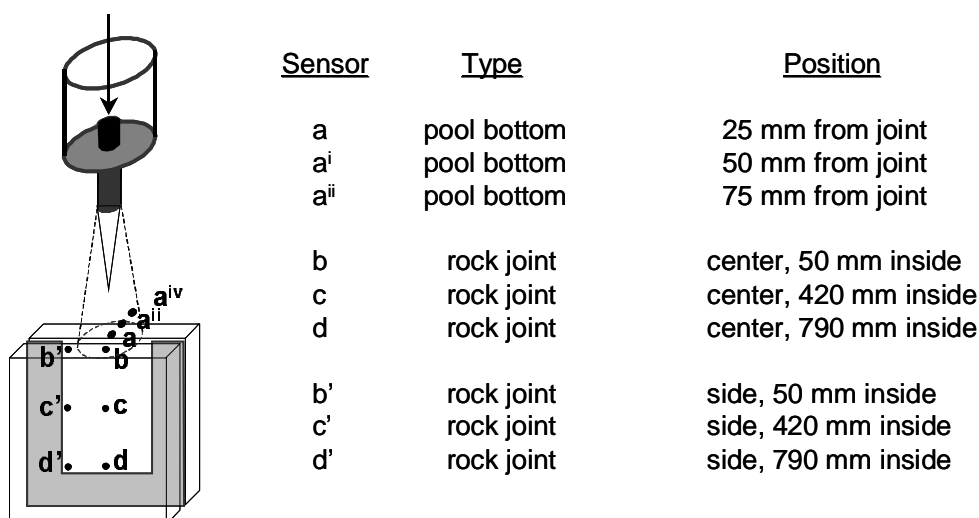 Sensor Type Position
a pool bottom 25 mm from joint
aⁱ pool bottom 50 mm from joint
aⁱⁱ pool bottom 75 mm from joint
b rock joint center, 50 mm inside
c rock joint center, 420 mm inside
d rock joint center, 790 mm inside
b' rock joint side, 50 mm inside
c' rock joint side, 420 mm inside
d' rock joint side, 790 mm inside
aⁱᵛ
aⁱⁱ
a
b' b
c' c
d' d